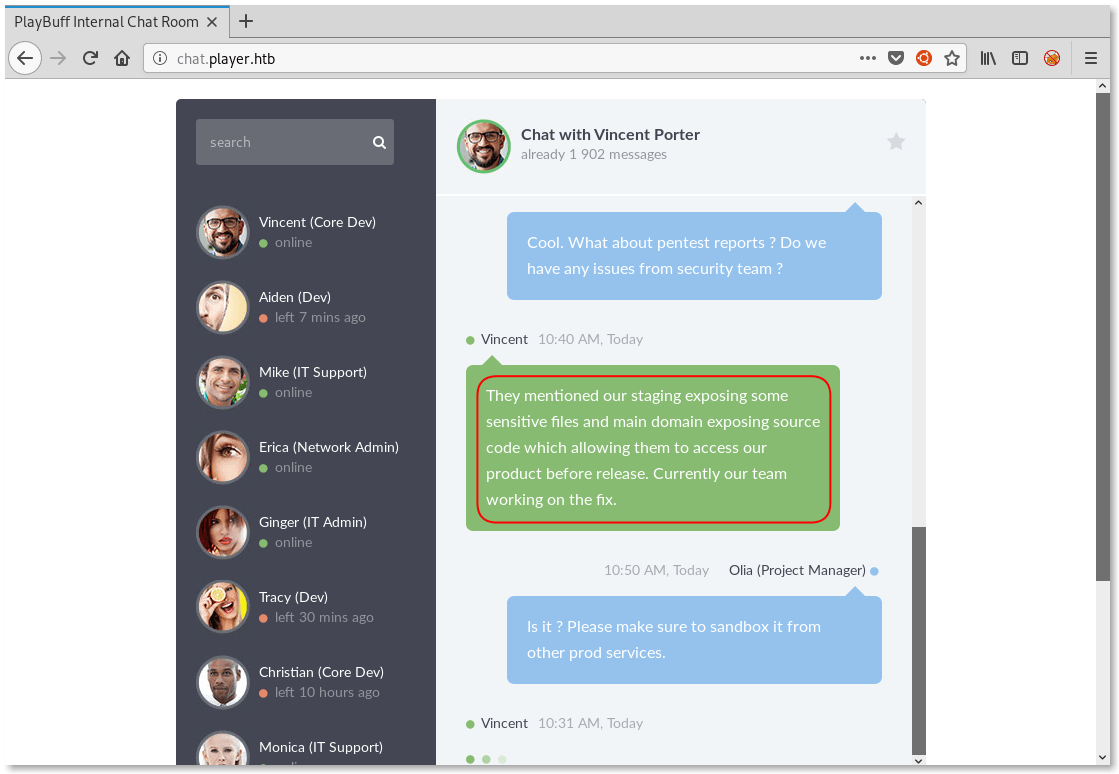 PlayBuff Internal Chat Room
chat.player.htb
search
Vincent (Core Dev)
online
Aiden (Dev)
left 7 mins ago
Mike (IT Support)
online
Erica (Network Admin)
online
Ginger (IT Admin)
online
Tracy (Dev)
left 30 mins ago
Christian (Core Dev)
left 10 hours ago
Monica (IT Support)
Chat with Vincent Porter
already 1 902 messages
Cool. What about pentest reports ? Do we
have any issues from security team ?
Vincent 10:40 AM, Today
They mentioned our staging exposing some
sensitive files and main domain exposing source
code which allowing them to access our
product before release. Currently our team
working on the fix.
10:50 AM, Today Olia (Project Manager)
Is it ? Please make sure to sandbox it from
other prod services.
Vincent 10:31 AM, Today